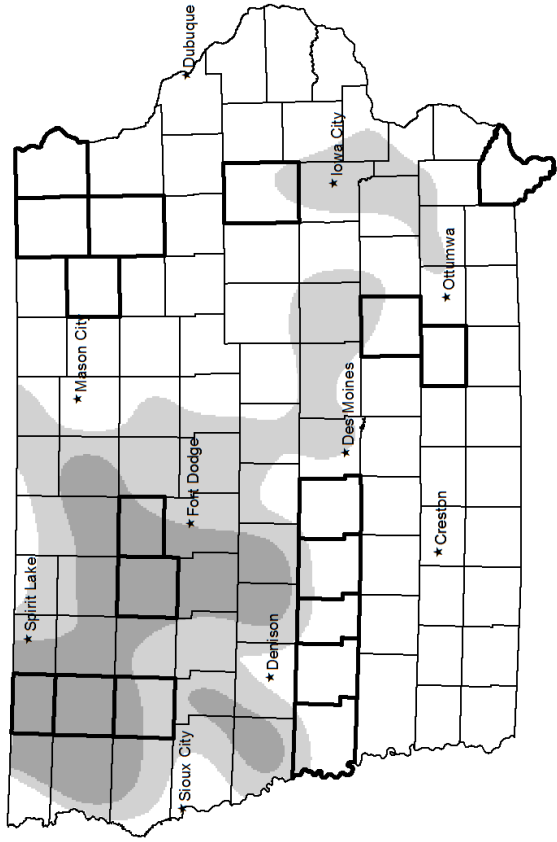 Spirit Lake
Mason City
Dubuque
Sioux City
Fort Dodge
Denison
Des Moines
Iowa City
Creston
Ottumwa